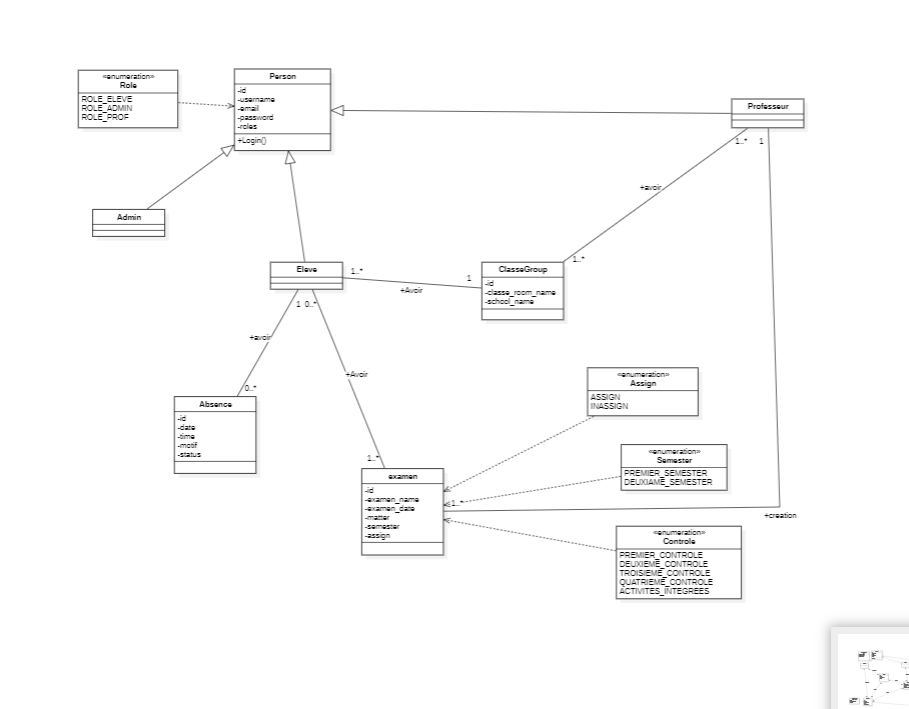 «enumeration»
Role
ROLE_ELEVE
ROLE_ADMIN
ROLE_PROF
Person
-id
-username
-email
-password
-roles
+Login()
Professeur
1..*
1
+avoir
1..*
Admin
Eleve
1..*
1
+Avoir
ClasseGroup
-id
-classe_room_name
-school_name
1
0..*
+avoir
0..*
+Avoir
1..*
Absence
-id
-date
-time
-motif
-status
«enumeration»
Assign
ASSIGN
INASSIGN
«enumeration»
Semester
PREMIER_SEMESTER
DEUXIAME_SEMESTER
examen
-id
-examen_name
-examen_date
-matter
-semester
-assign
1..*
+creation
«enumeration»
Controle
PREMIER_CONTROLE
DEUXIEME_CONTROLE
TROISIEME_CONTROLE
QUATRIEME_CONTROLE
ACTIVITES_INTEGREES